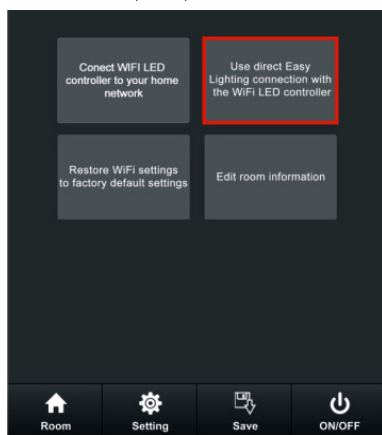 Conect WIFI LED
controller to your home
network
Use direct Easy
Lighting connection with
the WiFi LED controller
Restore WiFi settings
to factory default settings
Edit room information
Room
Setting
Save
ON/OFF